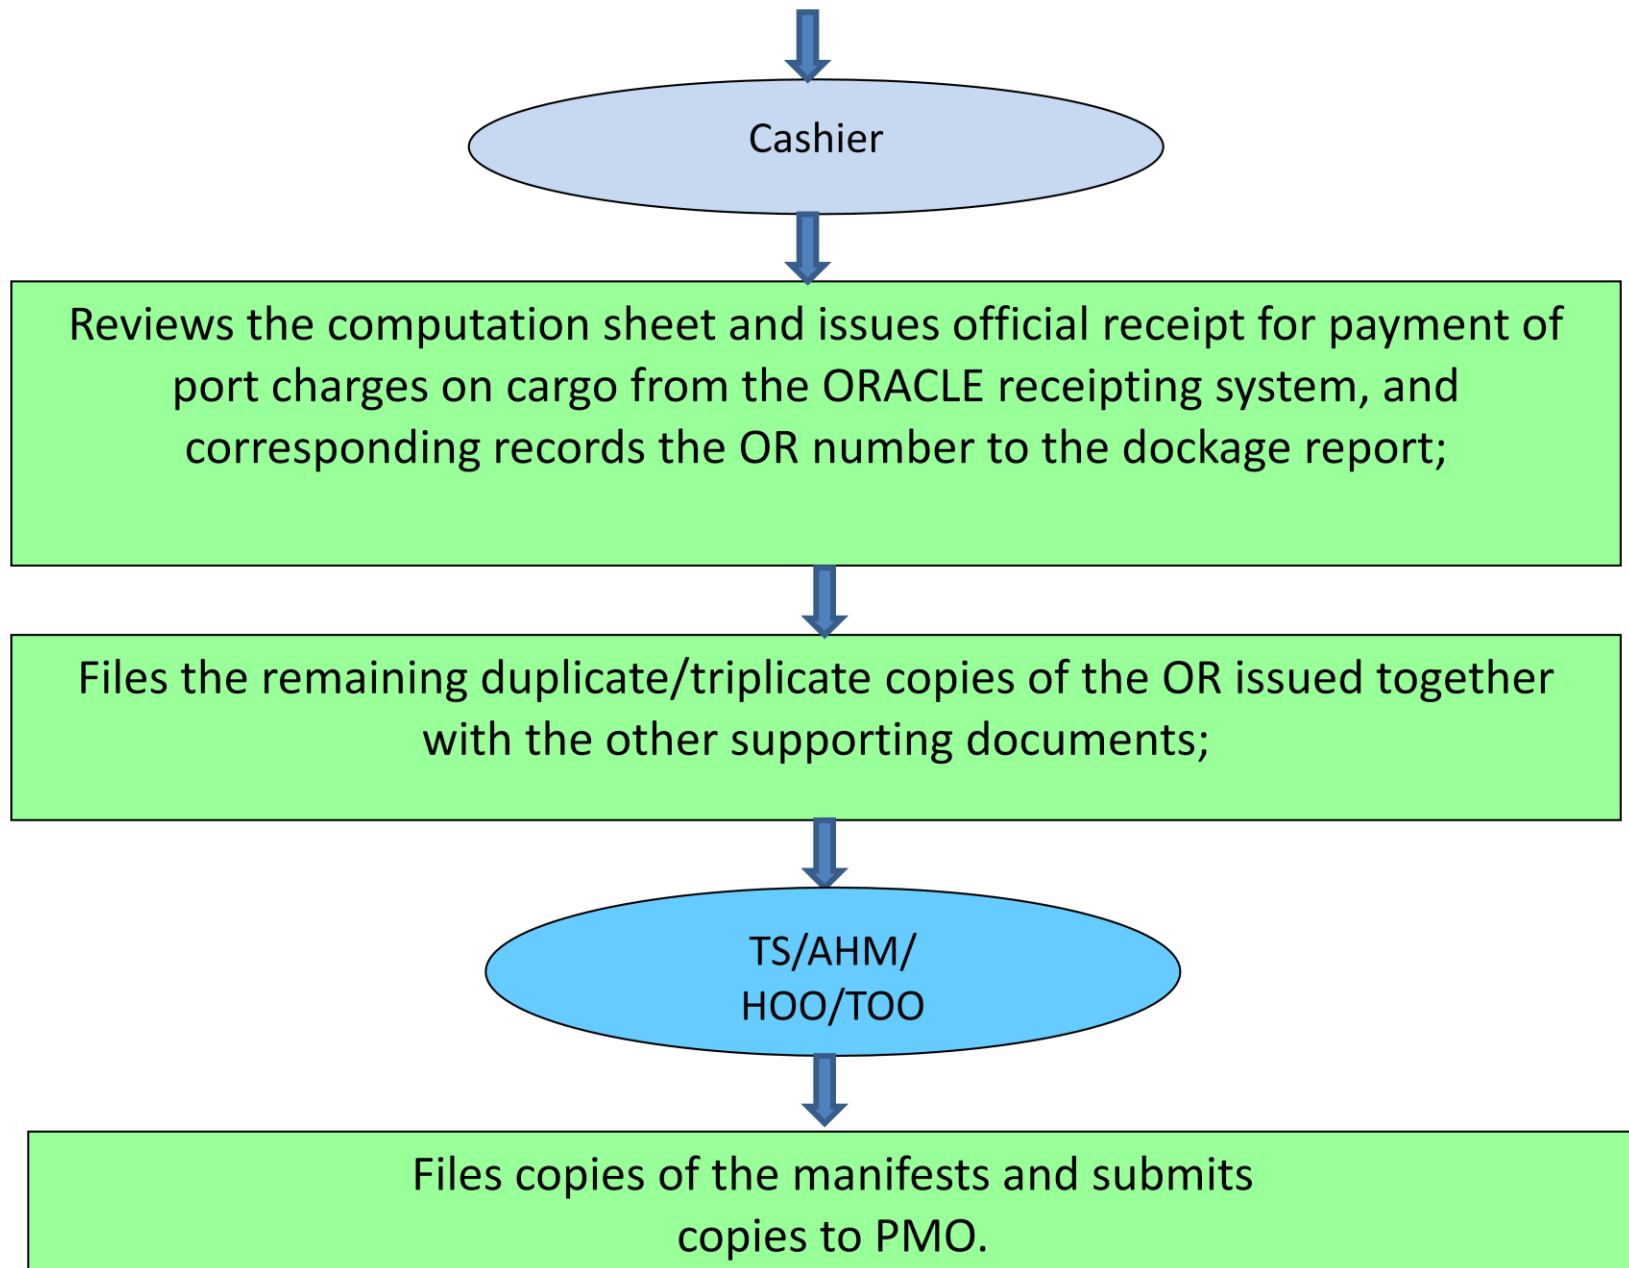 Cashier
Reviews the computation sheet and issues official receipt for payment of
port charges on cargo from the ORACLE receipting system, and
corresponding records the OR number to the dockage report;
Files the remaining duplicate/triplicate copies of the OR issued together
with the other supporting documents;
TS/AHM/
HOO/TOO
Files copies of the manifests and submits
copies to PMO.